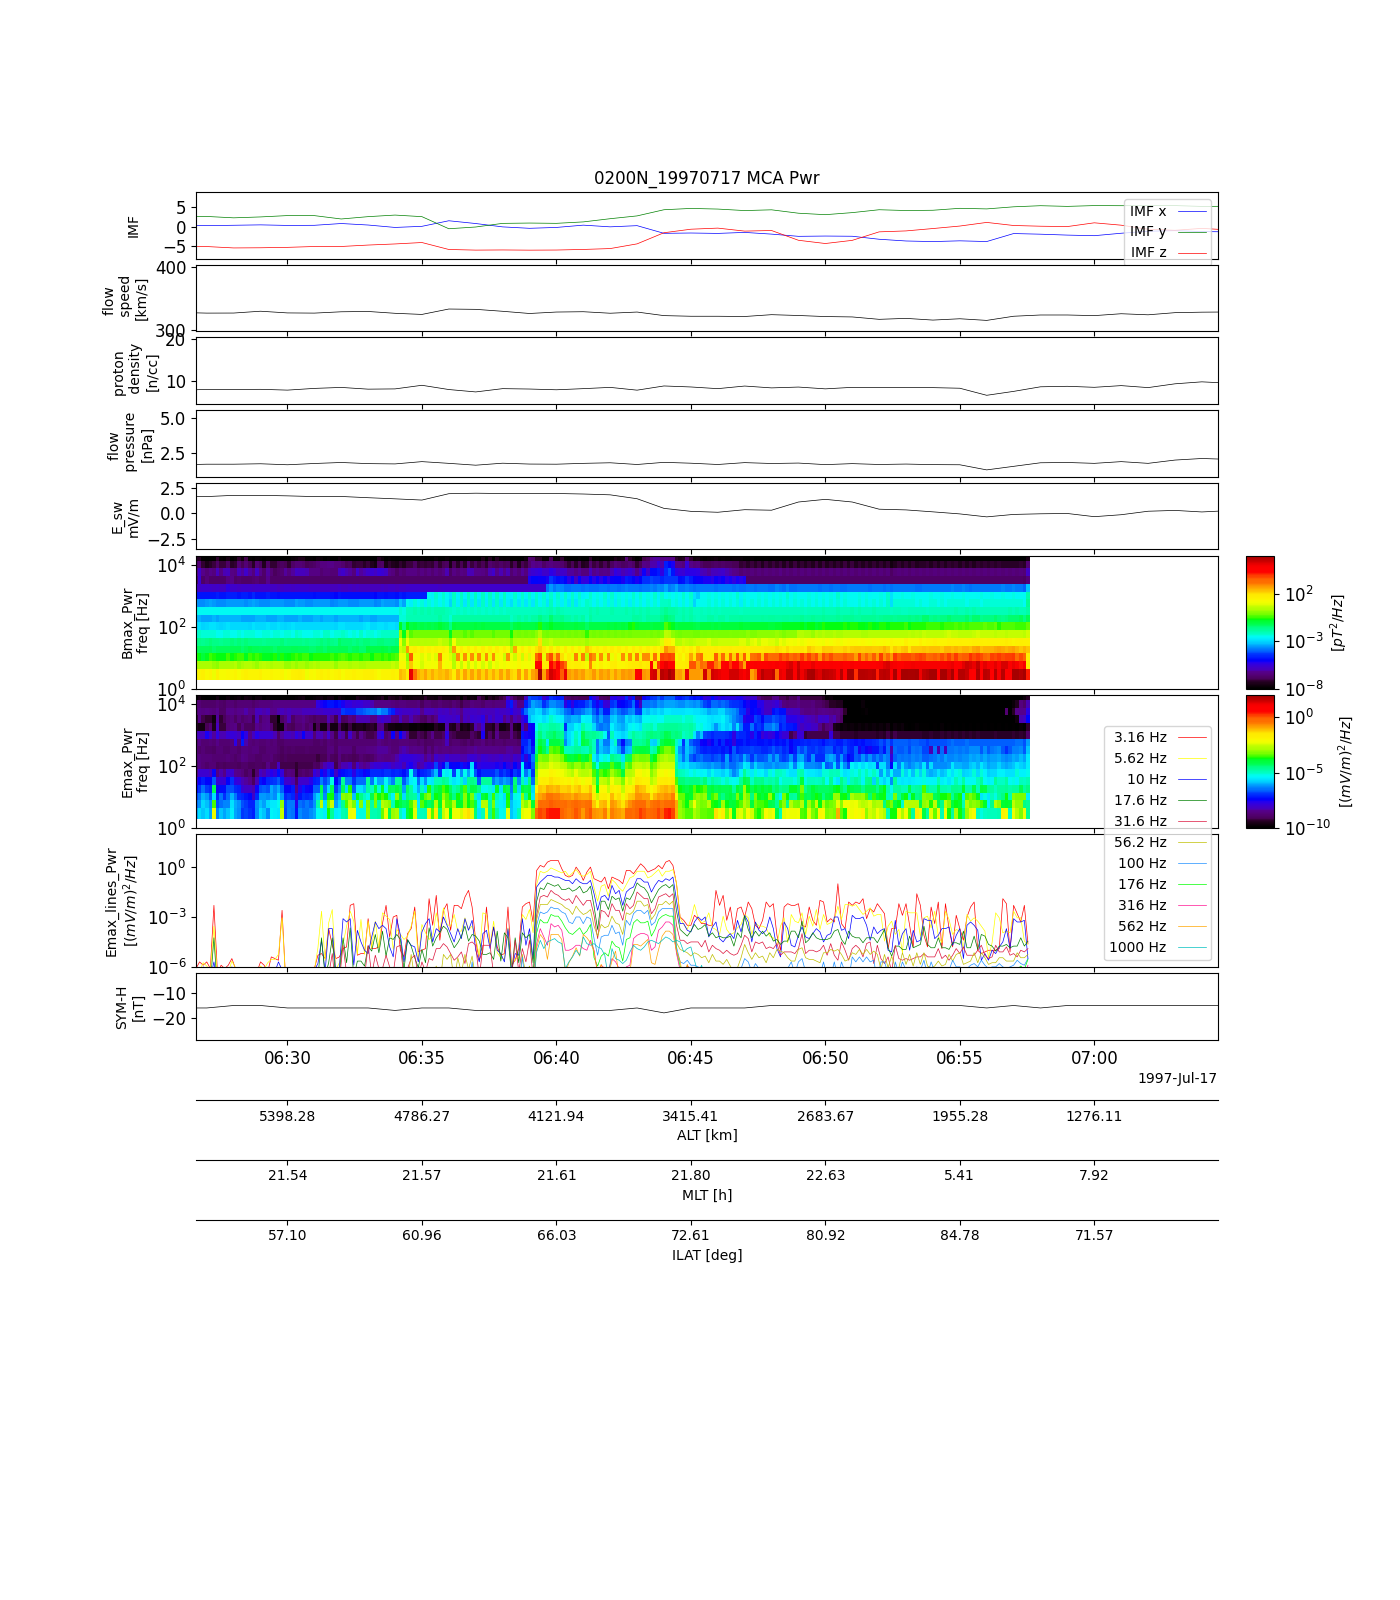 0200N_19970717 MCA Pwr
IMF
5
0
−5
IMF x
IMF y
IMF z
flow
speed
[km/s]
400
300
proton
density
[n/cc]
20
10
flow
pressure
[nPa]
5.0
2.5
E_sw
mV/m
2.5
0.0
−2.5
Bmax_Pwr
freq [Hz]
10^4
10^2
10^0
10^2
10^−3
10^−8
[pT^2/Hz]
Emax_Pwr
freq [Hz]
10^4
10^2
10^0
10^0
10^−5
10^−10
[(mV/m)^2/Hz]
3.16 Hz
5.62 Hz
10 Hz
17.6 Hz
31.6 Hz
56.2 Hz
100 Hz
176 Hz
316 Hz
562 Hz
1000 Hz
Emax_lines_Pwr
[(mV/m)^2/Hz]
10^0
10^−3
10^−6
SYM-H
[nT]
−10
−20
06:30 06:35 06:40 06:45 06:50 06:55 07:00
1997-Jul-17
5398.28 4786.27 4121.94 3415.41 2683.67 1955.28 1276.11
ALT [km]
21.54 21.57 21.61 21.80 22.63 5.41 7.92
MLT [h]
57.10 60.96 66.03 72.61 80.92 84.78 71.57
ILAT [deg]